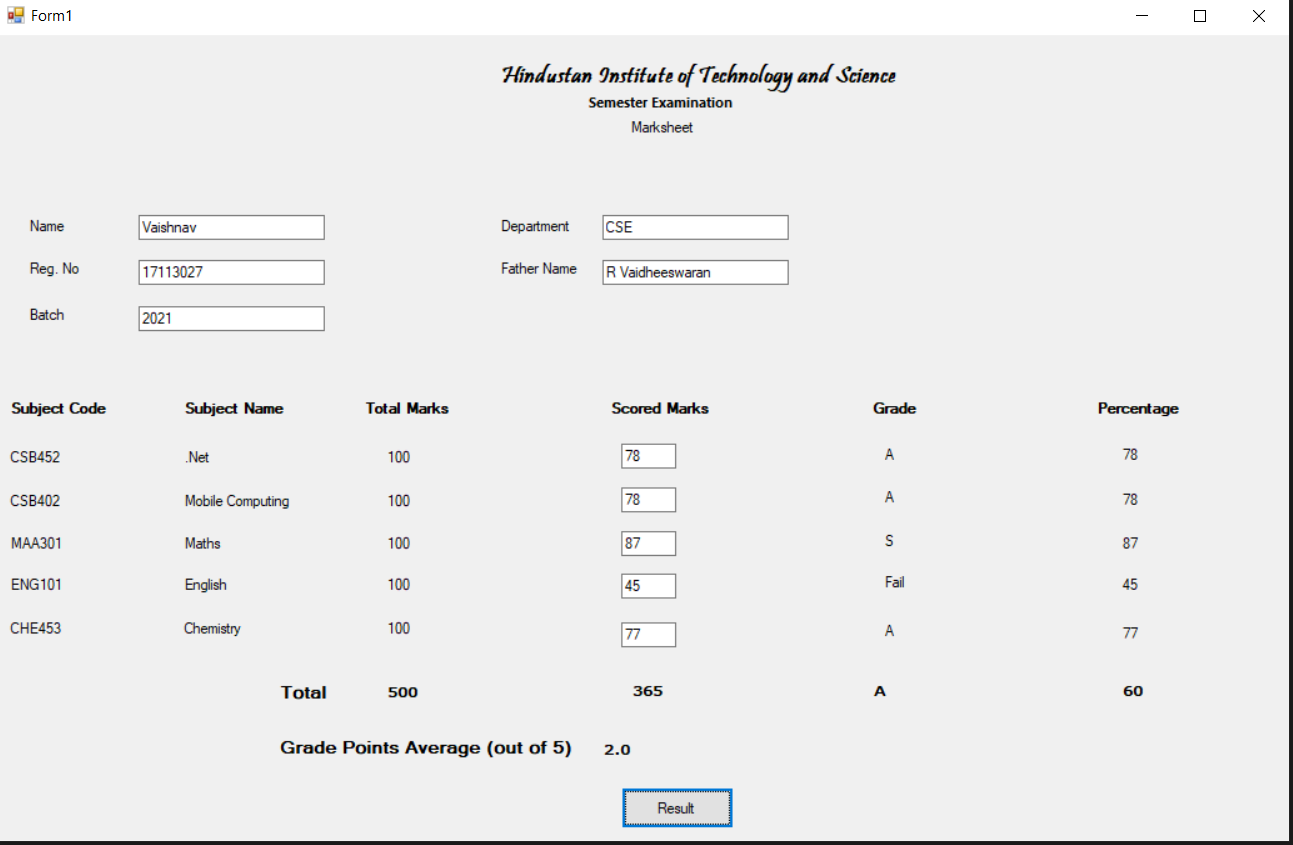 Form1
Hindustan Institute of Technology and Science
Semester Examination
Marksheet
Name Vaishnav Department CSE
Reg. No 17113027 Father Name R Vaidheeswaran
Batch 2021
Subject Code Subject Name Total Marks Scored Marks Grade Percentage
CSB452 .Net 100 78 A 78
CSB402 Mobile Computing 100 78 A 78
MAA301 Maths 100 87 S 87
ENG101 English 100 45 Fail 45
CHE453 Chemistry 100 77 A 77
Total 500 365 A 60
Grade Points Average (out of 5) 2.0
Result